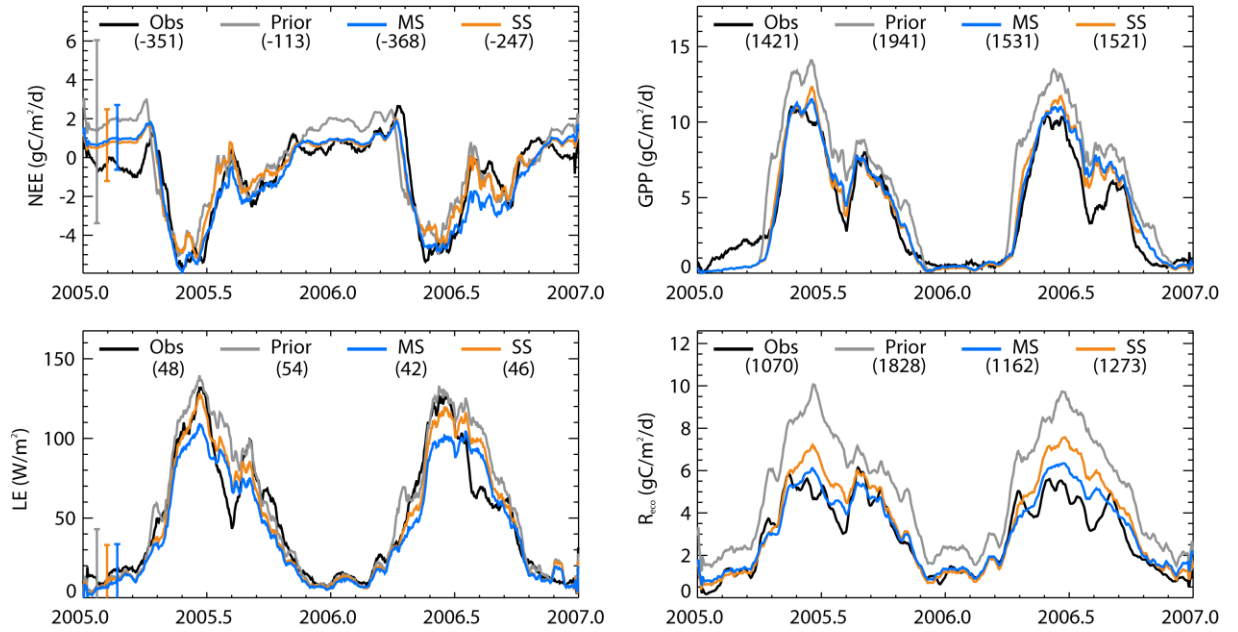 Obs Prior MS SS
(-351) (-113) (-368) (-247)
6
4
2
0
-2
-4
NEE (gC/m²/d)
2005.0 2005.5 2006.0 2006.5 2007.0
Obs Prior MS SS
(1421) (1941) (1531) (1521)
15
10
5
0
GPP (gC/m²/d)
2005.0 2005.5 2006.0 2006.5 2007.0
Obs Prior MS SS
(48) (54) (42) (46)
150
100
50
0
LE (W/m²)
2005.0 2005.5 2006.0 2006.5 2007.0
Obs Prior MS SS
(1070) (1828) (1162) (1273)
12
10
8
6
4
2
0
Reco (gC/m²/d)
2005.0 2005.5 2006.0 2006.5 2007.0